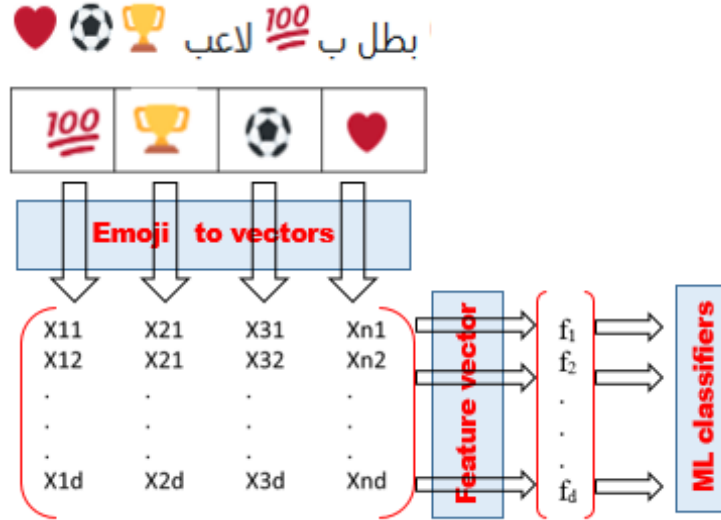 بطل ب 💯 لاعب 🏆 ⚽ ❤
💯 🏆 ⚽ ❤
Emoji to vectors
X11 X21 X31 Xn1
X12 X21 X32 Xn2
. . . .
. . . .
. . . .
X1d X2d X3d Xnd
Feature vector
f1
f2
.
.
.
fd
ML classifiers